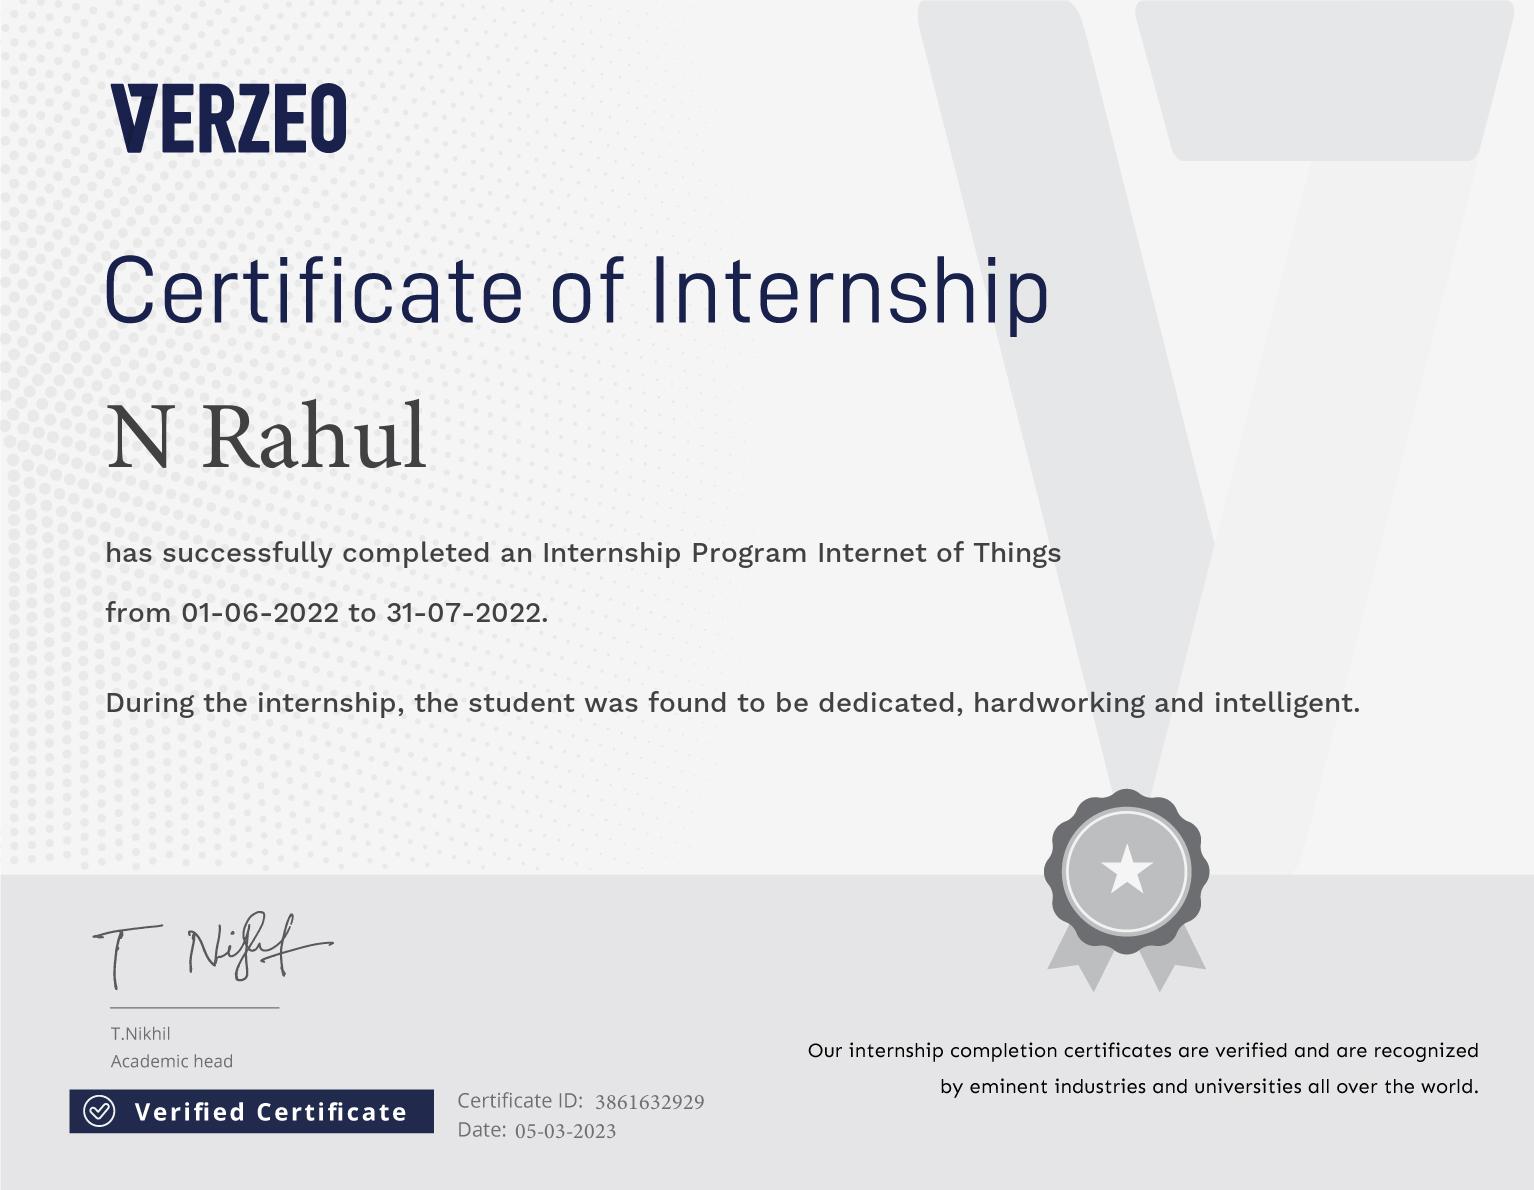 VERZEO
Certificate of Internship
N Rahul
has successfully completed an Internship Program Internet of Things
from 01-06-2022 to 31-07-2022.
During the internship, the student was found to be dedicated, hardworking and intelligent.
T Nikhil
T.Nikhil
Academic head
Verified Certificate
Certificate ID: 3861632929
Date: 05-03-2023
Our internship completion certificates are verified and are recognized
by eminent industries and universities all over the world.